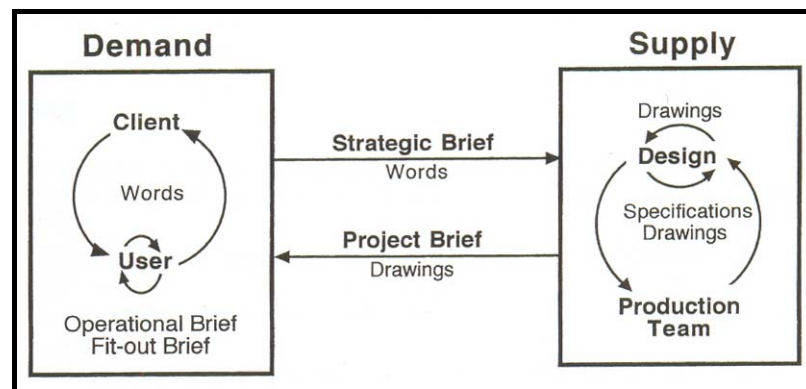 Demand
Client
Words
User
Operational Brief
Fit-out Brief
Strategic Brief
Words
Project Brief
Drawings
Supply
Drawings
Design
Specifications
Drawings
Production
Team